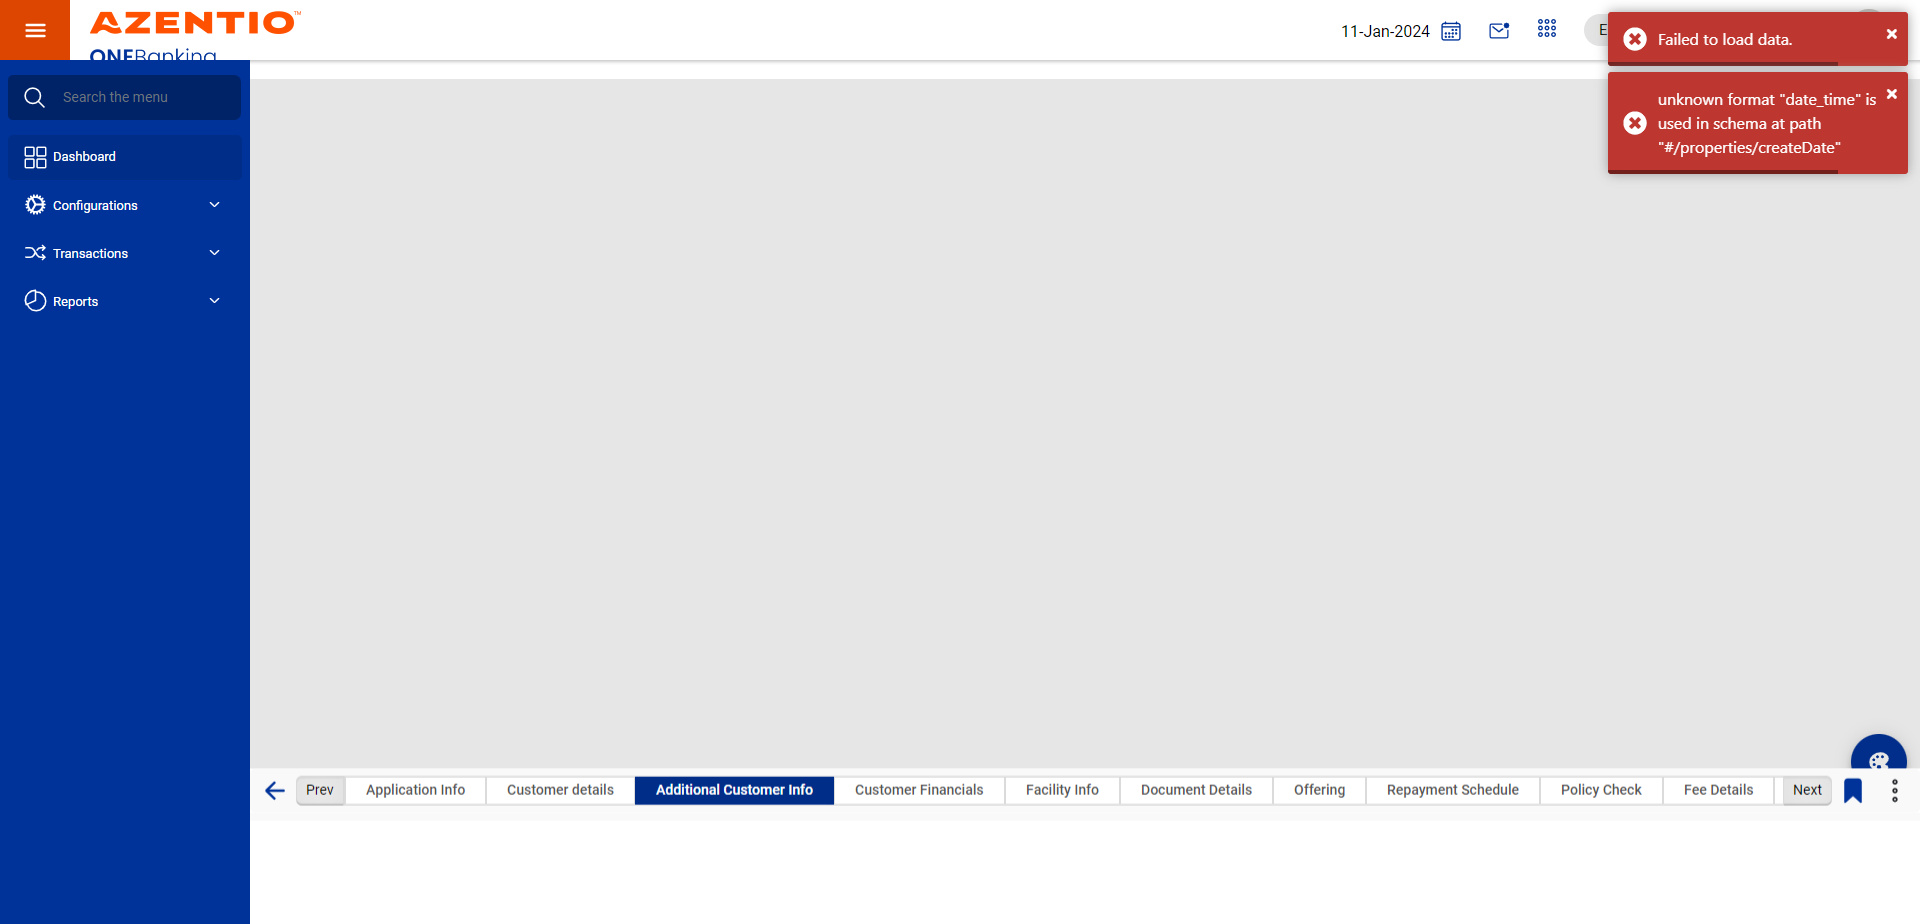 AZENTIO™
ONEBanking
11-Jan-2024
E
Failed to load data.
unknown format "date_time" is
used in schema at path
"#/properties/createDate"
Search the menu
Dashboard
Configurations
Transactions
Reports
Prev
Application Info
Customer details
Additional Customer Info
Customer Financials
Facility Info
Document Details
Offering
Repayment Schedule
Policy Check
Fee Details
Next